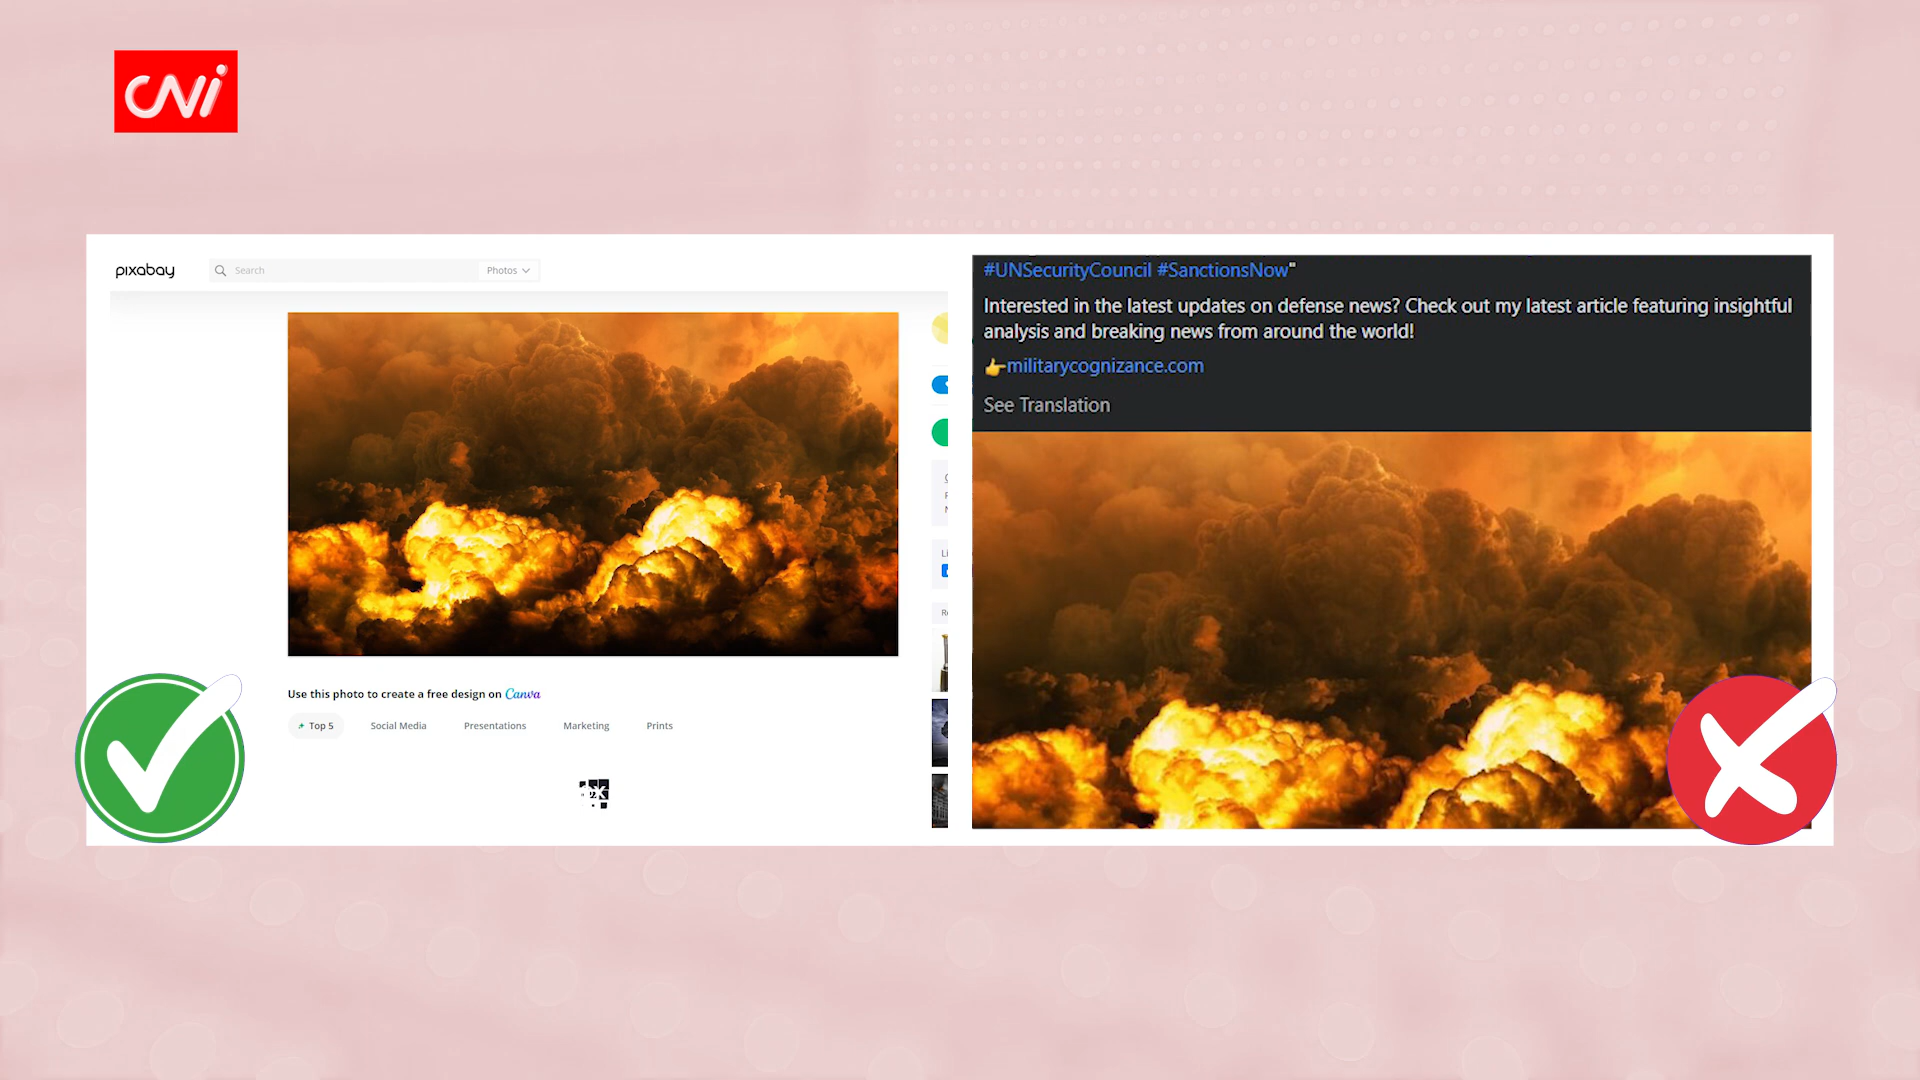 CNI
pixabay
Search
Photos
Use this photo to create a free design on Canva
Top 5
Social Media
Presentations
Marketing
Prints
#UNSecurityCouncil #SanctionsNow"
Interested in the latest updates on defense news? Check out my latest article featuring insightful
analysis and breaking news from around the world!
👉militarycognizance.com
See Translation